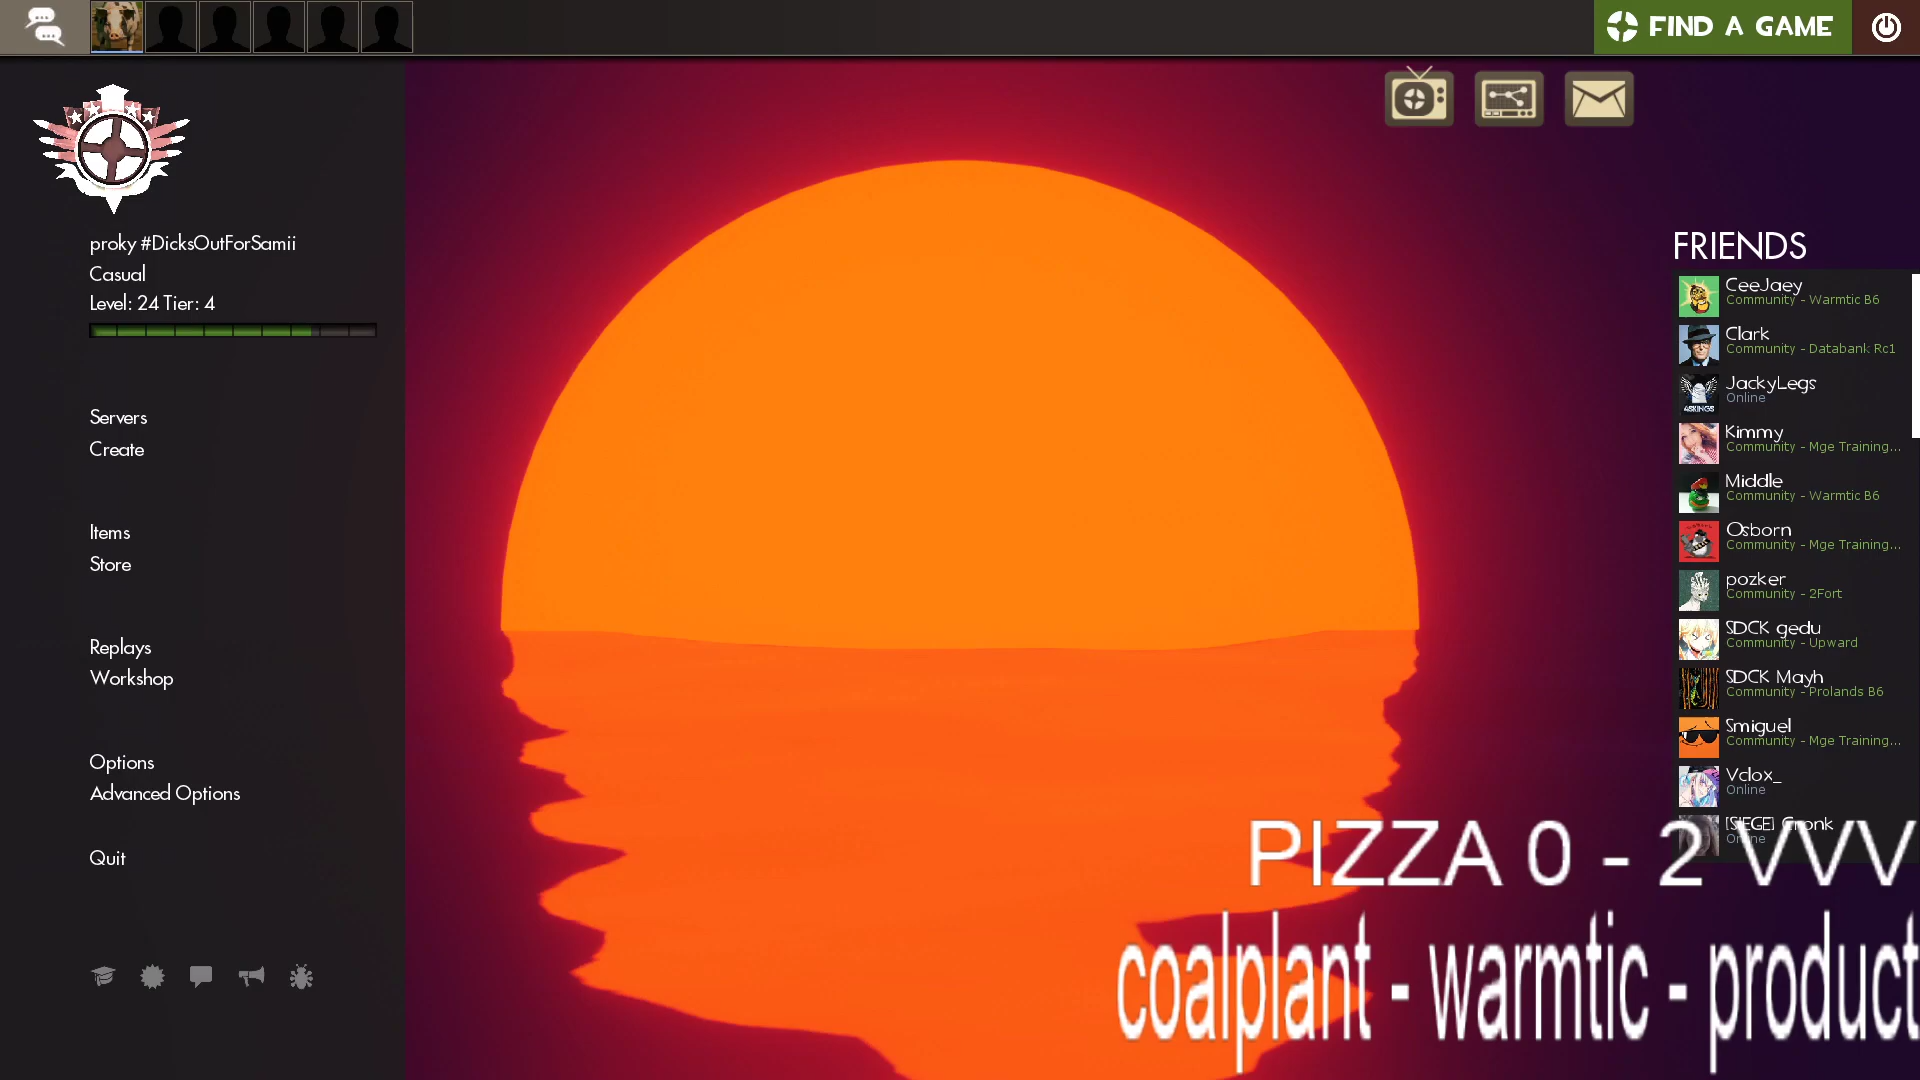 FIND A GAME
proky #DicksOutForSamii
Casual
Level: 24 Tier: 4
Servers
Create
Items
Store
Replays
Workshop
Options
Advanced Options
Quit
FRIENDS
CeeJaey
Community - Warmtic B6
Clark
Community - Databank Rc1
JackyLegs
Online
Kimmy
Community - Mge Training...
Middle
Community - Warmtic B6
Osborn
Community - Mge Training...
pozker
Community - 2Fort
SDCK gedu
Community - Upward
SDCK Mayh
Community - Prolands B6
Smiguel
Community - Mge Training...
Vclox_
Online
[SIEGE] Cronk
Online
PIZZA 0 - 2 VVV
coalplant - warmtic - product